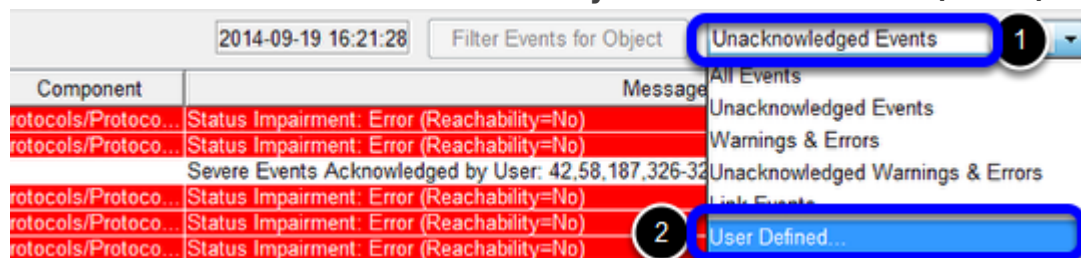 2014-09-19 16:21:28 Filter Events for Object Unacknowledged Events 1
Component Message All Events
rotocols/Protoco... Status Impairment: Error (Reachability=No) Unacknowledged Events
rotocols/Protoco... Status Impairment: Error (Reachability=No) Warnings & Errors
Severe Events Acknowledged by User: 42,58,187,326-32 Unacknowledged Warnings & Errors
rotocols/Protoco... Status Impairment: Error (Reachability=No) Link Events
rotocols/Protoco... Status Impairment: Error (Reachability=No) 2 User Defined...
rotocols/Protoco... Status Impairment: Error (Reachability=No)